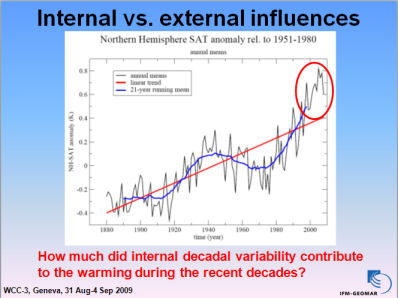 Internal vs. external influences
Northern Hemisphere SAT anomaly rel. to 1951-1980
annual means
annual means
linear trend
21-year running mean
NH-SAT anomaly (K)
0.8
0.6
0.4
0.2
0
-0.2
-0.4
1880
1900
1920
1940
1960
1980
2000
time (year)
How much did internal decadal variability contribute
to the warming during the recent decades?
WCC-3, Geneva, 31 Aug-4 Sep 2009
IFM-GEOMAR